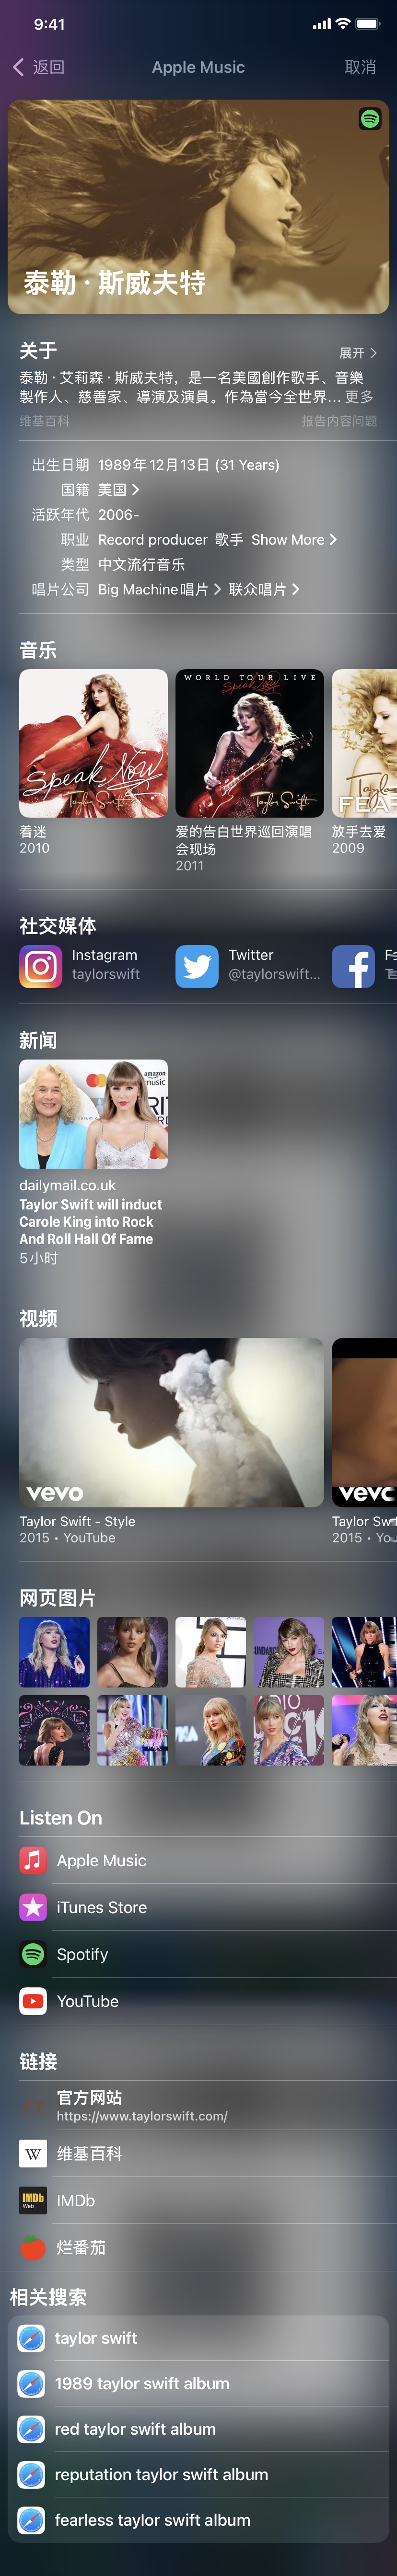 9:41
返回
Apple Music
取消
泰勒 · 斯威夫特
关于
展开
泰勒 · 艾莉森 · 斯威夫特，是一名美國創作歌手、音樂
製作人、慈善家、導演及演員。作為當今全世界... 更多
维基百科
报告内容问题
出生日期 1989年12月13日 (31 Years)
国籍 美国
活跃年代 2006-
职业 Record producer 歌手 Show More
类型 中文流行音乐
唱片公司 Big Machine唱片 联众唱片
音乐
Speak Now
Taylor Swift
WORLD TOUR LIVE
Speak Now
Taylor Swift
着迷
2010
爱的告白世界巡回演唱
会现场
2011
放手去爱
2009
社交媒体
Instagram
taylorswift
Twitter
@taylorswift...
新闻
amazon
music
dailymail.co.uk
Taylor Swift will induct
Carole King into Rock
And Roll Hall Of Fame
5小时
视频
vevo
Taylor Swift - Style
2015 • YouTube
网页图片
Listen On
Apple Music
iTunes Store
Spotify
YouTube
链接
官方网站
https://www.taylorswift.com/
W
维基百科
IMDb
Web
IMDb
烂番茄
相关搜索
taylor swift
1989 taylor swift album
red taylor swift album
reputation taylor swift album
fearless taylor swift album